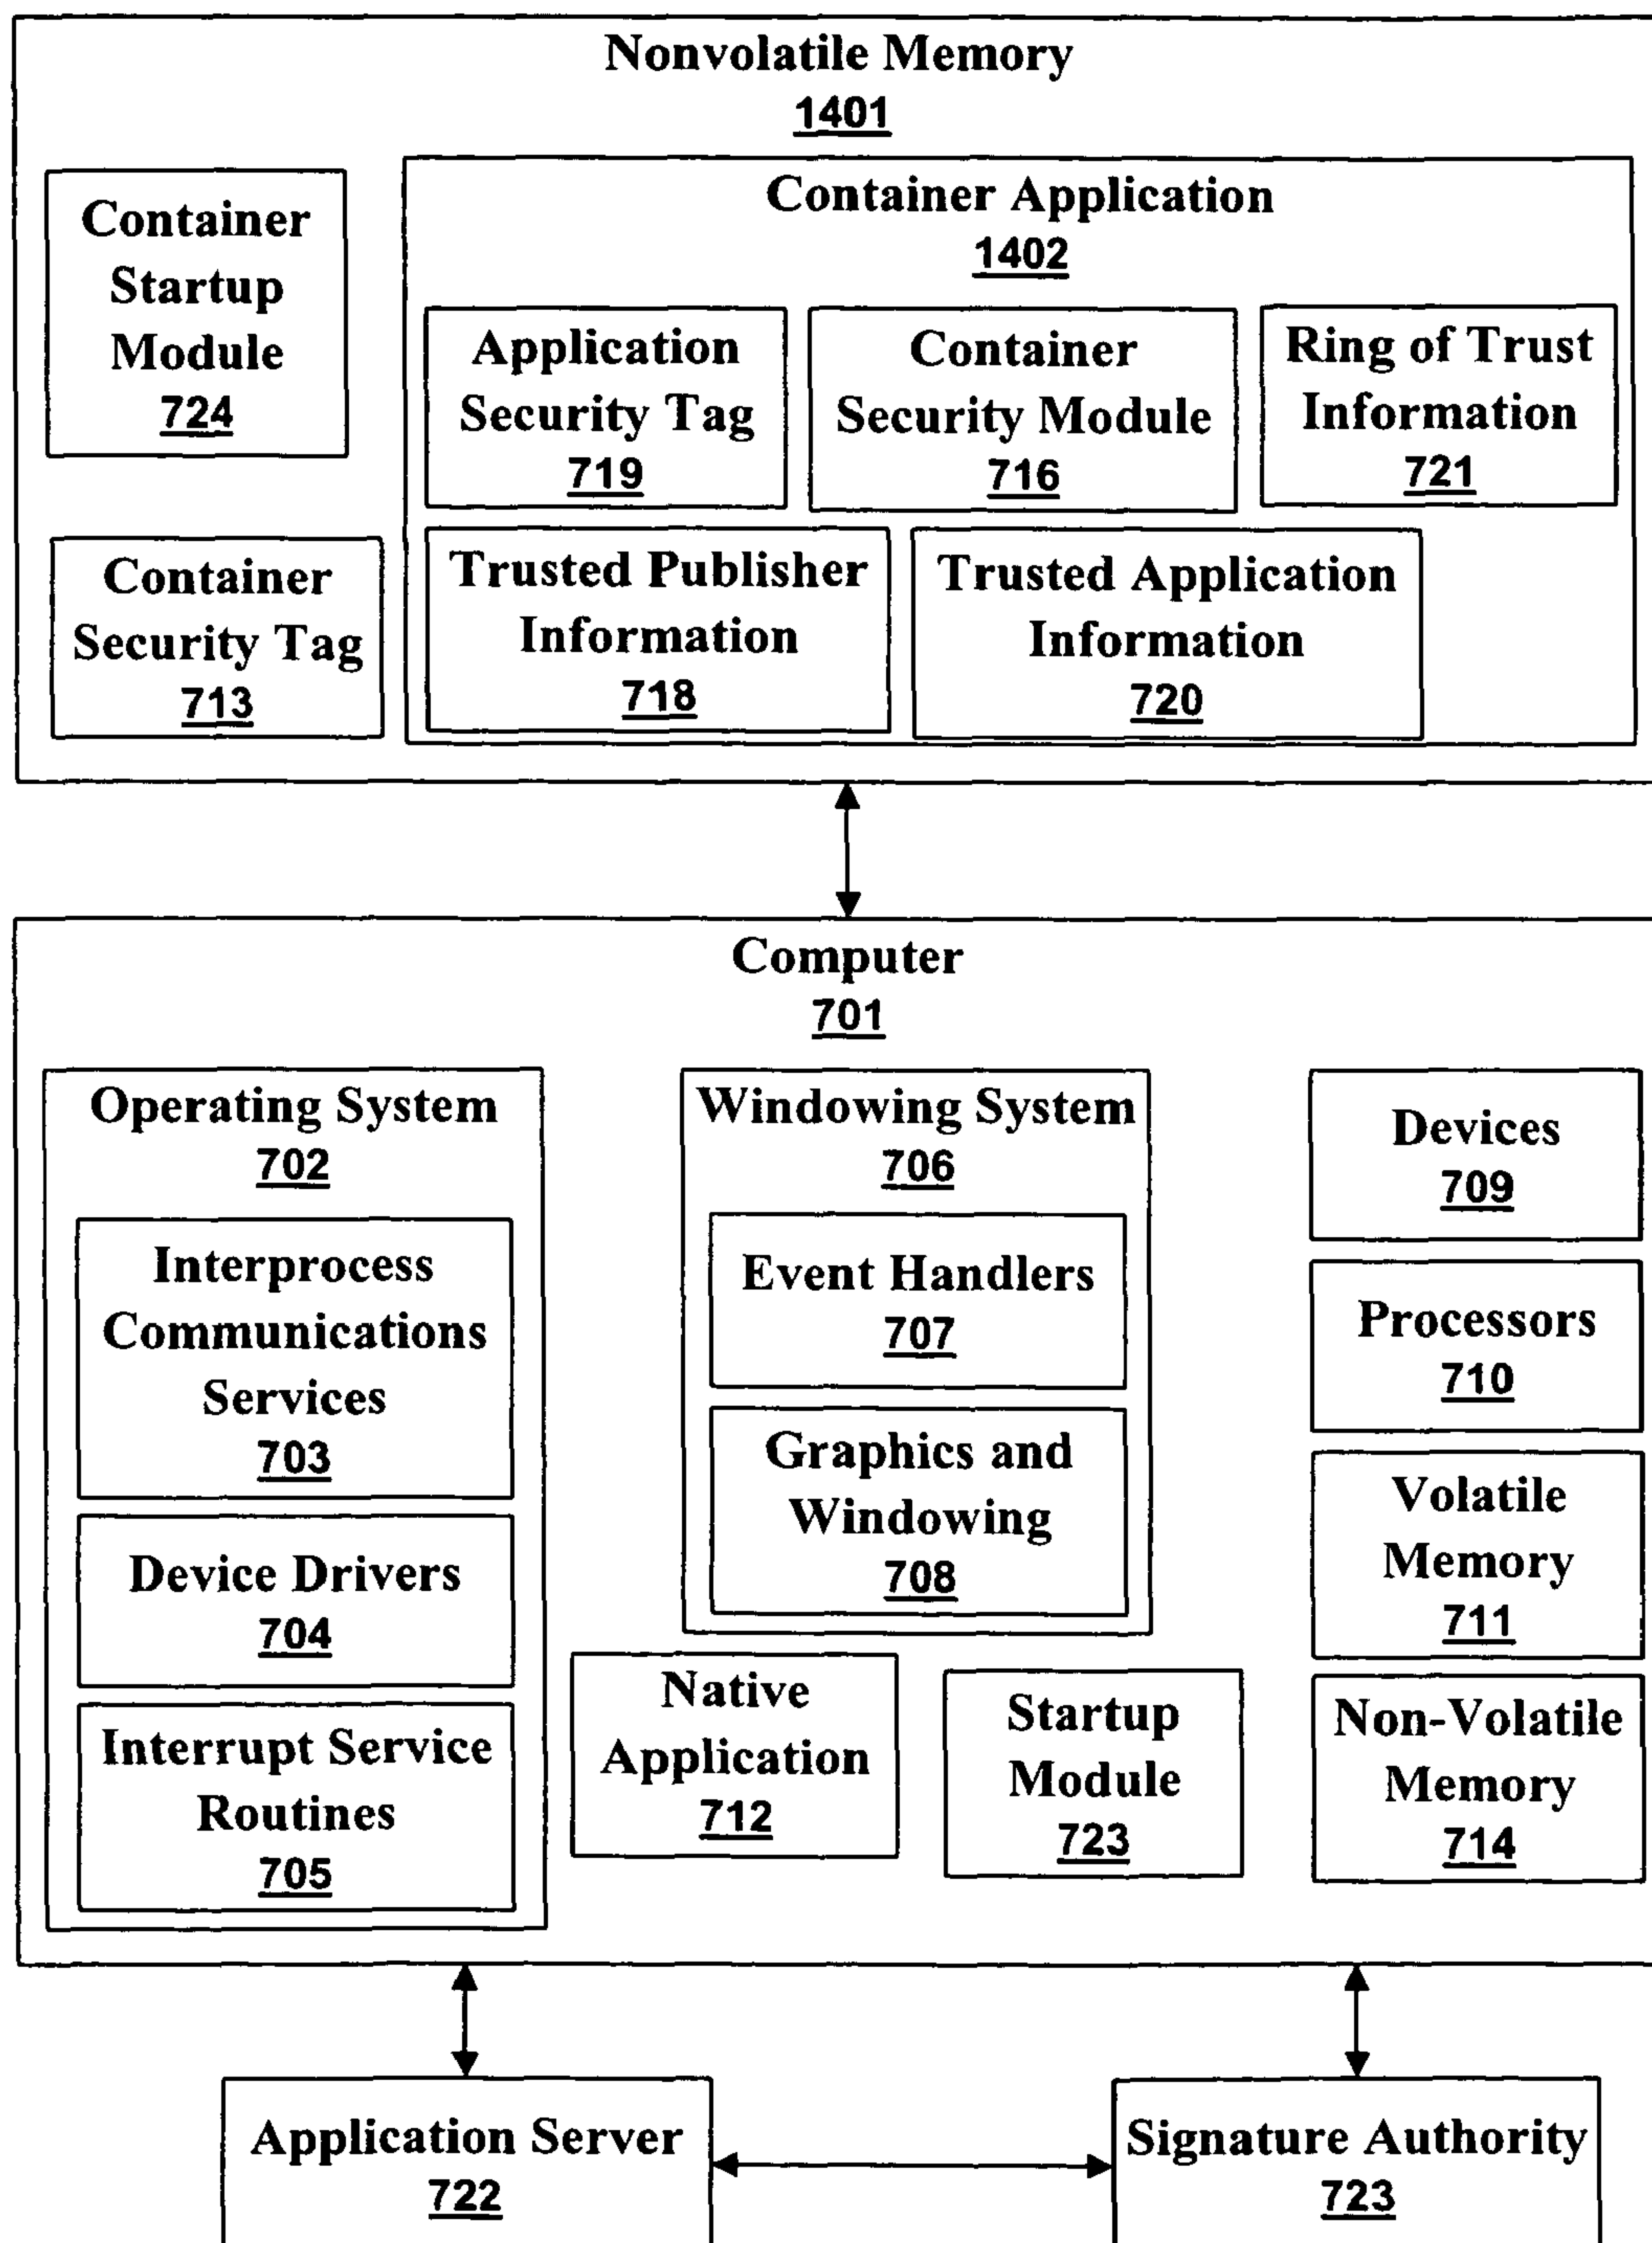 Nonvolatile Memory
1401
Container
Startup
Module
724
Container
Security Tag
713
Container Application
1402
Application
Security Tag
719
Container
Security Module
716
Ring of Trust
Information
721
Trusted Publisher
Information
718
Trusted Application
Information
720
Computer
701
Operating System
702
Interprocess
Communications
Services
703
Device Drivers
704
Interrupt Service
Routines
705
Windowing System
706
Event Handlers
707
Graphics and
Windowing
708
Native
Application
712
Startup
Module
723
Devices
709
Processors
710
Volatile
Memory
711
Non-Volatile
Memory
714
Application Server
722
Signature Authority
723